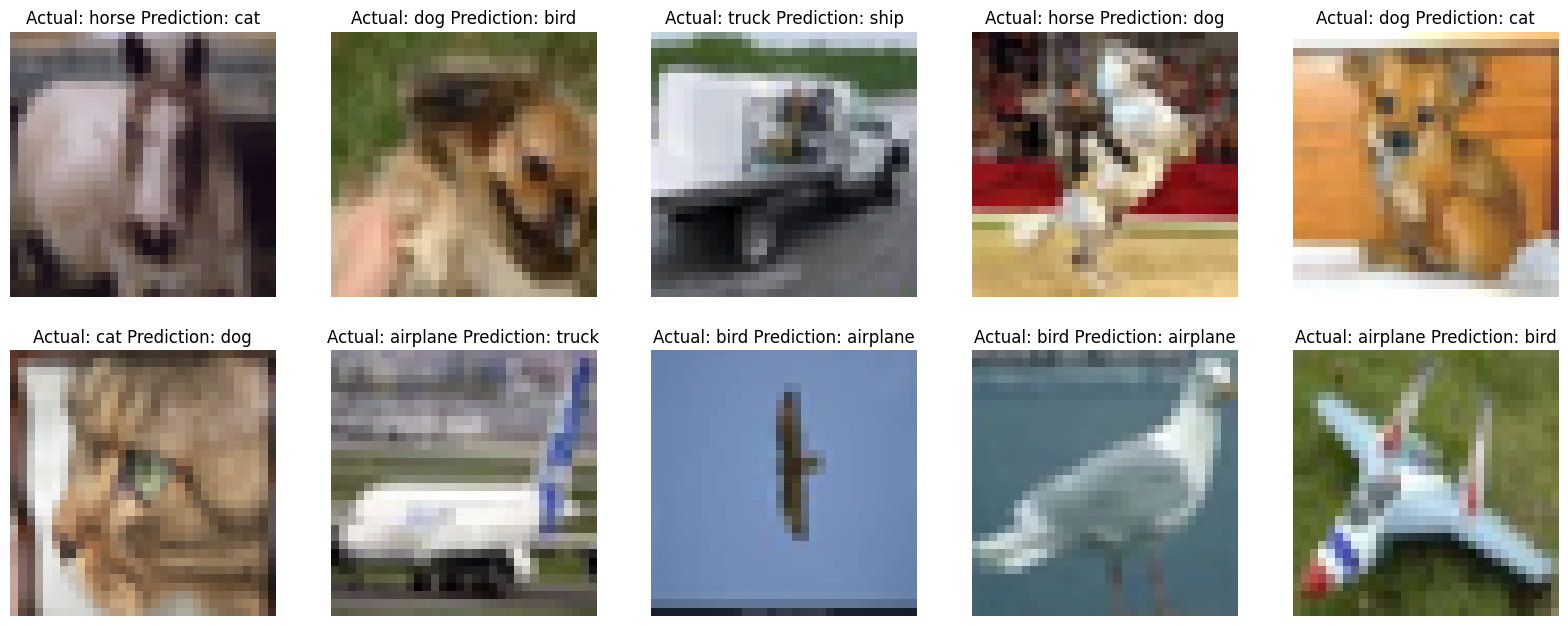 Actual: horse Prediction: cat
Actual: dog Prediction: bird
Actual: truck Prediction: ship
Actual: horse Prediction: dog
Actual: dog Prediction: cat
Actual: cat Prediction: dog
Actual: airplane Prediction: truck
Actual: bird Prediction: airplane
Actual: bird Prediction: airplane
Actual: airplane Prediction: bird